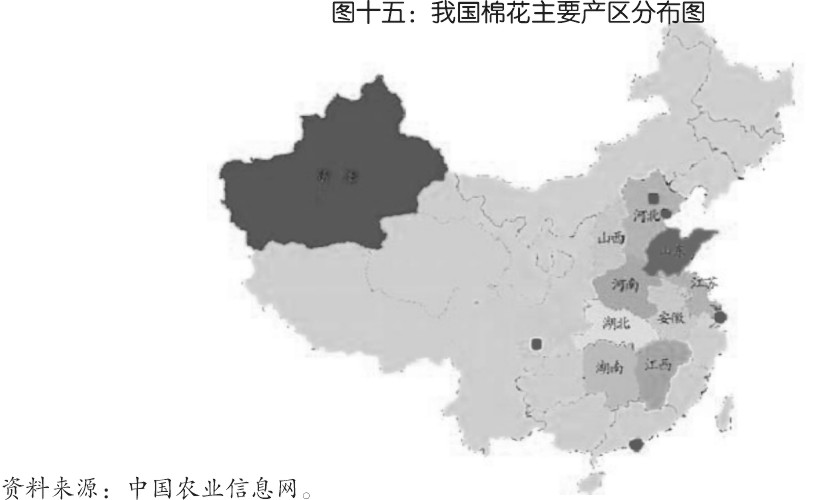 图十五：我国棉花主要产区分布图
新疆
河北
山西
山东
河南
江苏
安徽
湖北
湖南
江西
资料来源：中国农业信息网。